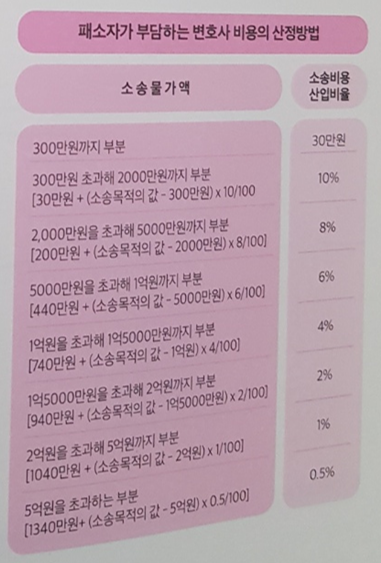 패소자가 부담하는 변호사 비용의 산정방법
소송물가액
소송비용
산입비율
300만원까지 부분
30만원
300만원 초과해 2000만원까지 부분
[30만원 + (소송목적의 값 - 300만원) x 10/100
10%
2,000만원을 초과해 5000만원까지 부분
[200만원 + (소송목적의 값 - 2000만원) x 8/100]
8%
5000만원을 초과해 1억원까지 부분
[440만원 + (소송목적의 값 - 5000만원) x 6/100]
6%
1억원을 초과해 1억5000만원까지 부분
[740만원 + (소송목적의 값 - 1억원) x 4/100]
4%
1억5000만원을 초과해 2억원까지 부분
[940만원 + (소송목적의 값 - 1억5000만원) x 2/100]
2%
2억원을 초과해 5억원까지 부분
[1040만원 + (소송목적의 값 - 2억원) x 1/100]
1%
5억원을 초과하는 부분
[1340만원+ (소송목적의 값 - 5억원) x 0.5/100]
0.5%